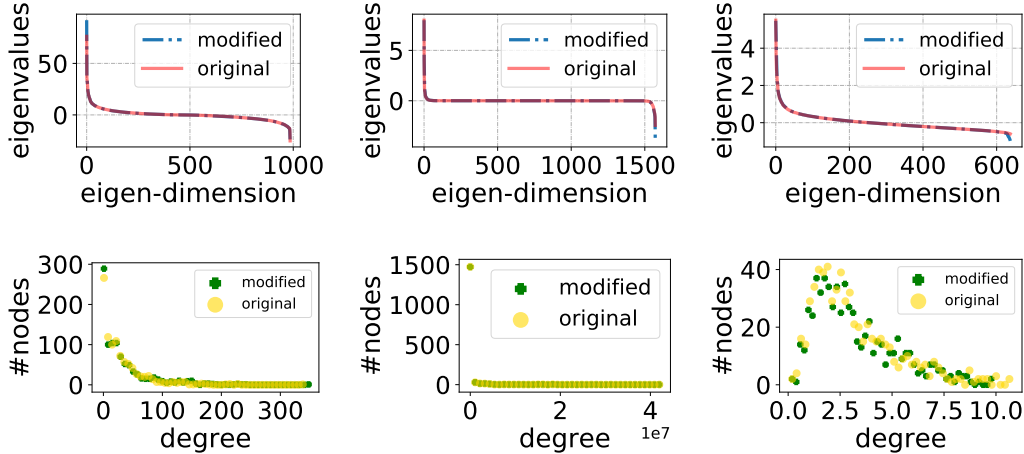 eigenvalues
50
0
modified
original
0
500
1000
eigen-dimension
eigenvalues
5
0
modified
original
0
500
1000
1500
eigen-dimension
eigenvalues
4
2
0
modified
original
0
200
400
600
eigen-dimension
#nodes
300
200
100
0
modified
original
0
100
200
300
degree
#nodes
1500
1000
500
0
modified
original
0
2
4
1e7
degree
#nodes
40
20
0
modified
original
0.0
2.5
5.0
7.5
10.0
degree